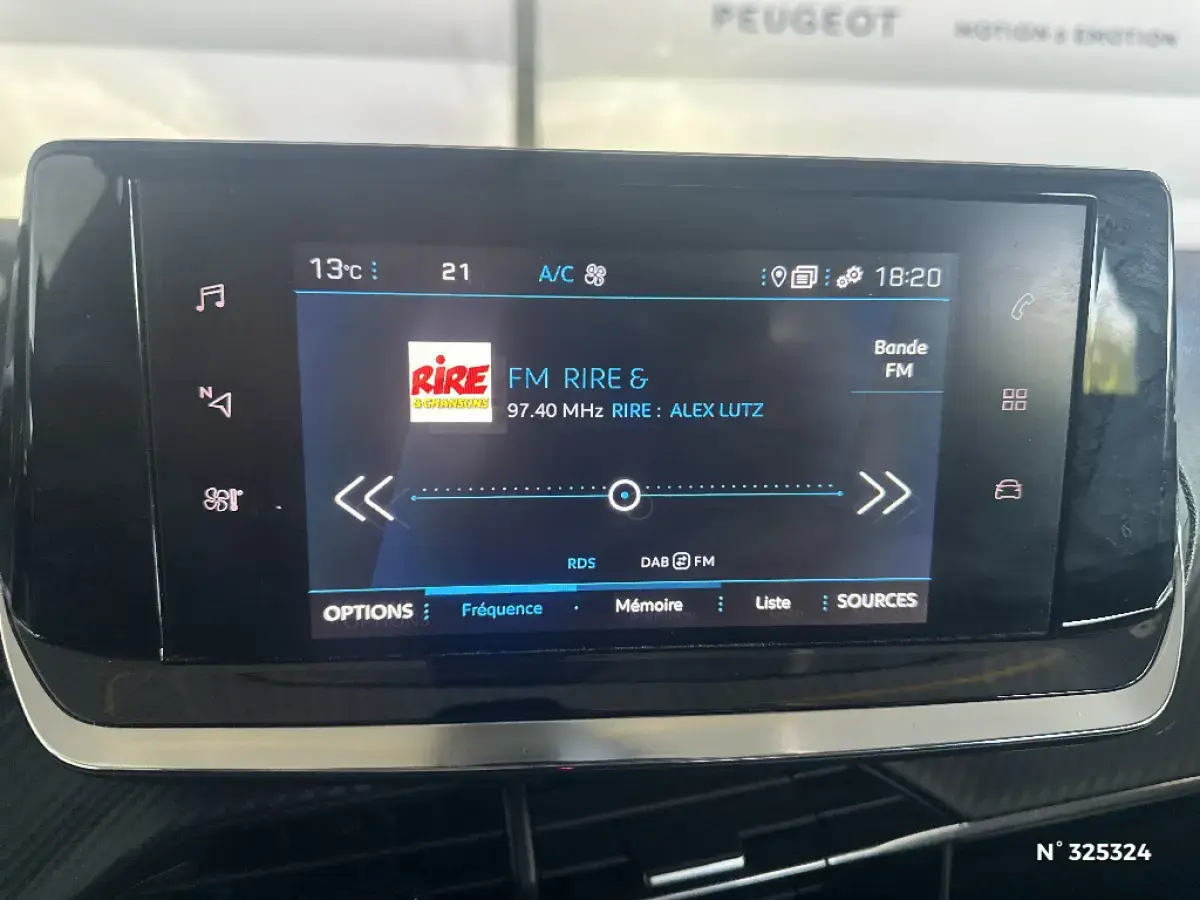 PEUGEOT MOTION & EMOTION
13°C 21 A/C 18:20
N
RiRE
& CHANSONS
FM RIRE &
97.40 MHz RIRE : ALEX LUTZ
Bande
FM
RDS DAB FM
OPTIONS Fréquence Mémoire Liste SOURCES
N° 325324